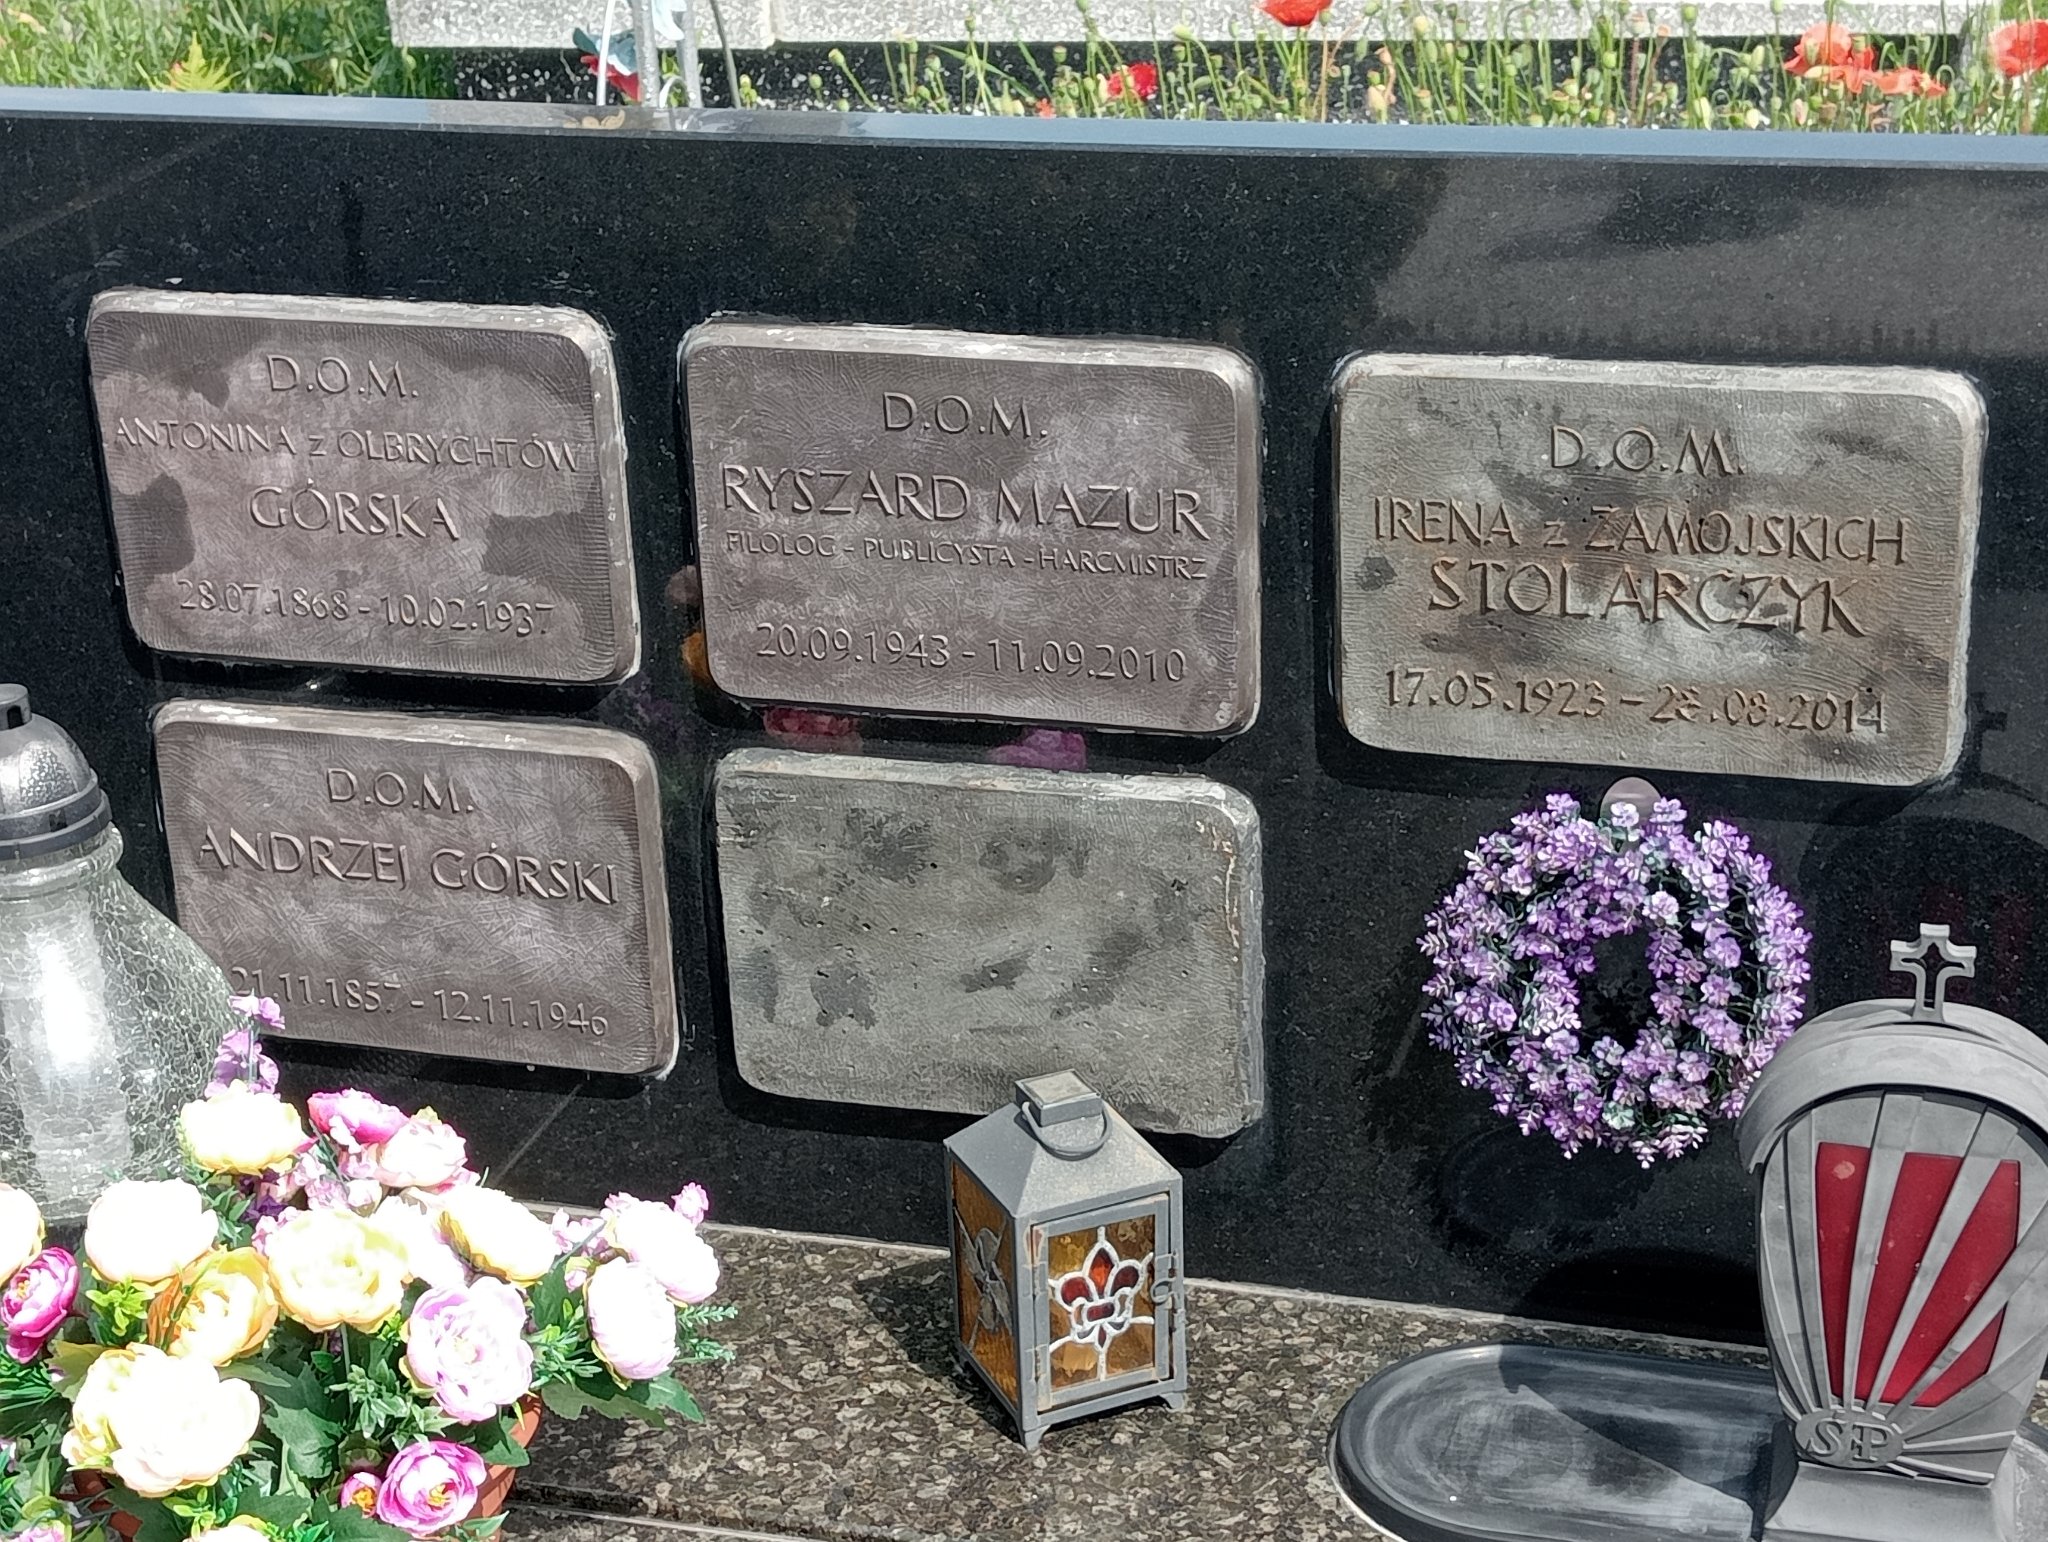 D.O.M.
ANTONINA z OLBRYCHTÓW
GÓRSKA
28.07.1868 - 10.02.1937
D.O.M.
RYSZARD MAZUR
FILOLOG - PUBLICYSTA - HARCMISTRZ
20.09.1943 - 11.09.2010
D.O.M.
IRENA z ZAMOJSKICH
STOLARCZYK
17.05.1923 - 28.08.2014
D.O.M.
ANDRZEJ GÓRSKI
21.11.1857 - 12.11.1946
S P